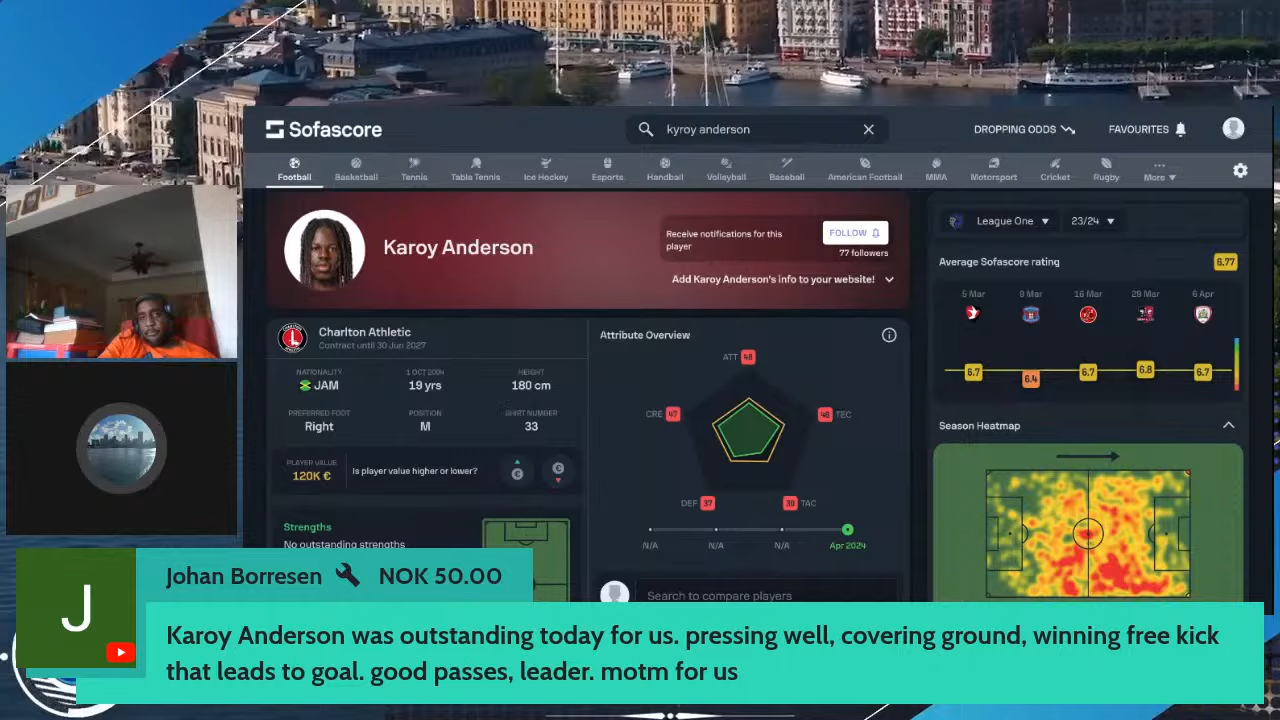 Sofascore
kyroy anderson
DROPPING ODDS
FAVOURITES
Football
Basketball
Tennis
Table Tennis
Ice Hockey
Esports
Handball
Volleyball
Baseball
American Football
MMA
Motorsport
Cricket
Rugby
More
Karoy Anderson
Receive notifications for this
player
FOLLOW
77 followers
Add Karoy Anderson's info to your website!
League One
23/24
Average Sofascore rating
6.77
5 Mar
9 Mar
16 Mar
29 Mar
6 Apr
6.7
6.4
6.7
6.8
6.7
Season Heatmap
Charlton Athletic
Contract until 30 Jun 2027
NATIONALITY
1 OCT 2004
HEIGHT
JAM
19 yrs
180 cm
PREFERRED FOOT
POSITION
SHIRT NUMBER
Right
M
33
PLAYER VALUE
120K €
Is player value higher or lower?
Strengths
No outstanding strengths
Attribute Overview
ATT 48
CRE 47
TEC
DEF 37
39 TAC
N/A
N/A
N/A
Apr 2024
Search to compare players
J
Johan Borresen
NOK 50.00
Karoy Anderson was outstanding today for us. pressing well, covering ground, winning free kick
that leads to goal. good passes, leader. motm for us